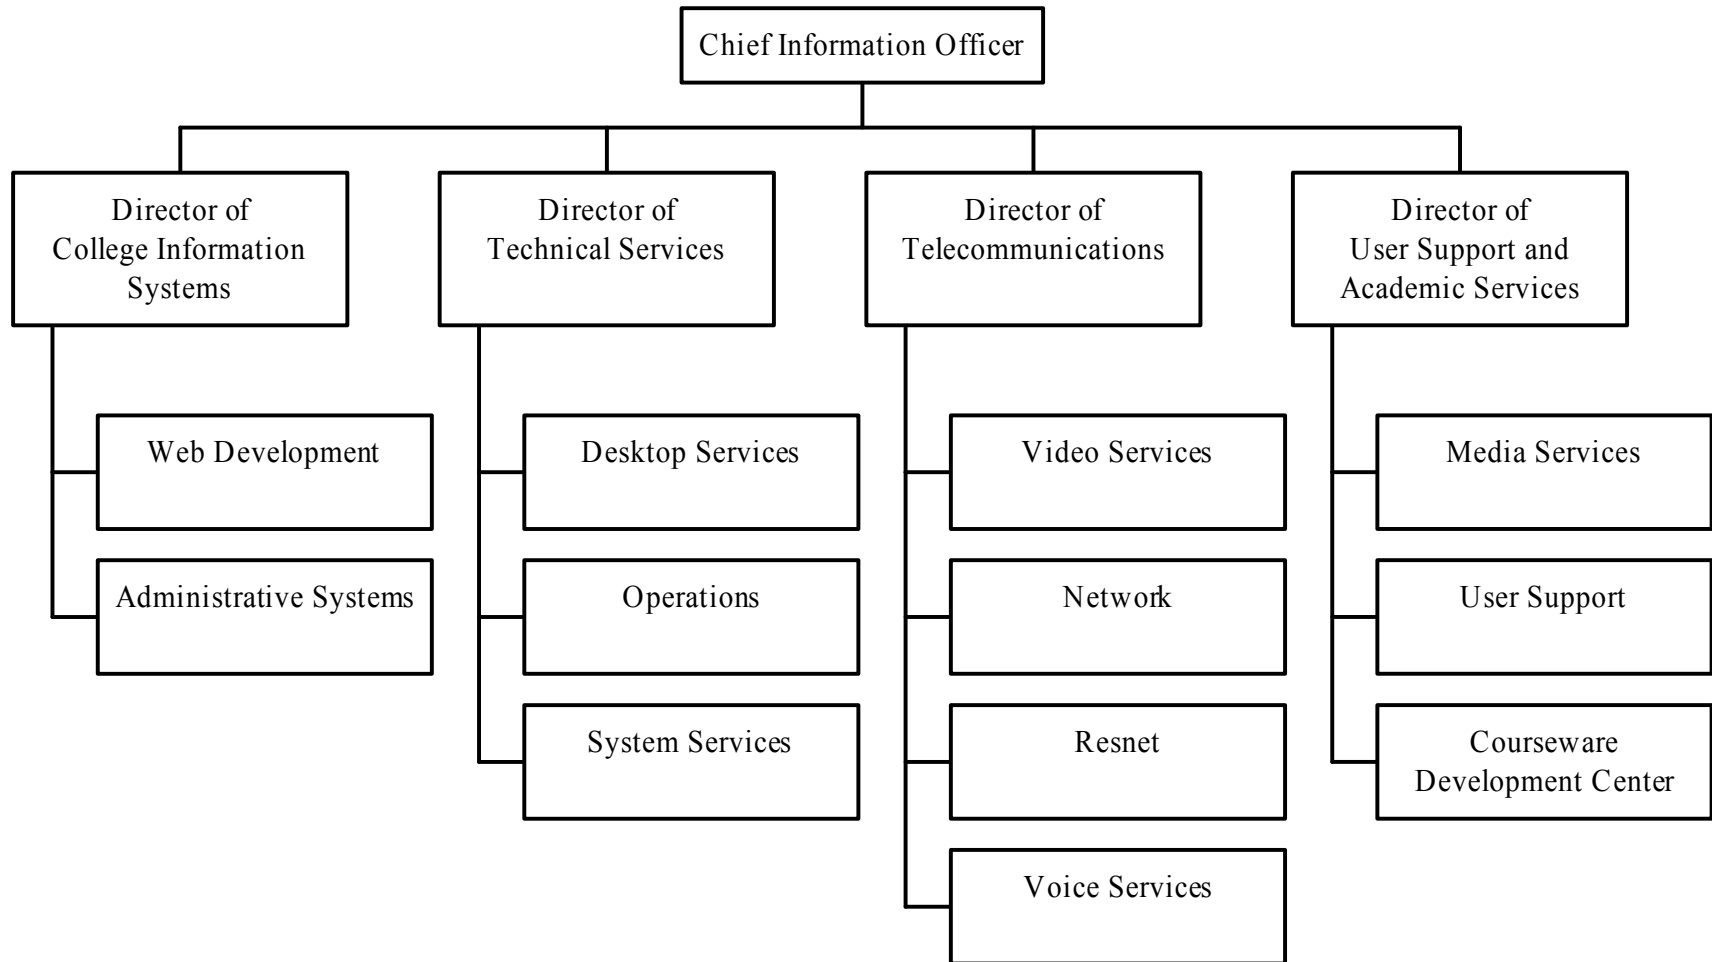 Chief Information Officer
Director of
College Information
Systems
Director of
Technical Services
Director of
Telecommunications
Director of
User Support and
Academic Services
Web Development
Administrative Systems
Desktop Services
Operations
System Services
Video Services
Network
Resnet
Voice Services
Media Services
User Support
Courseware
Development Center